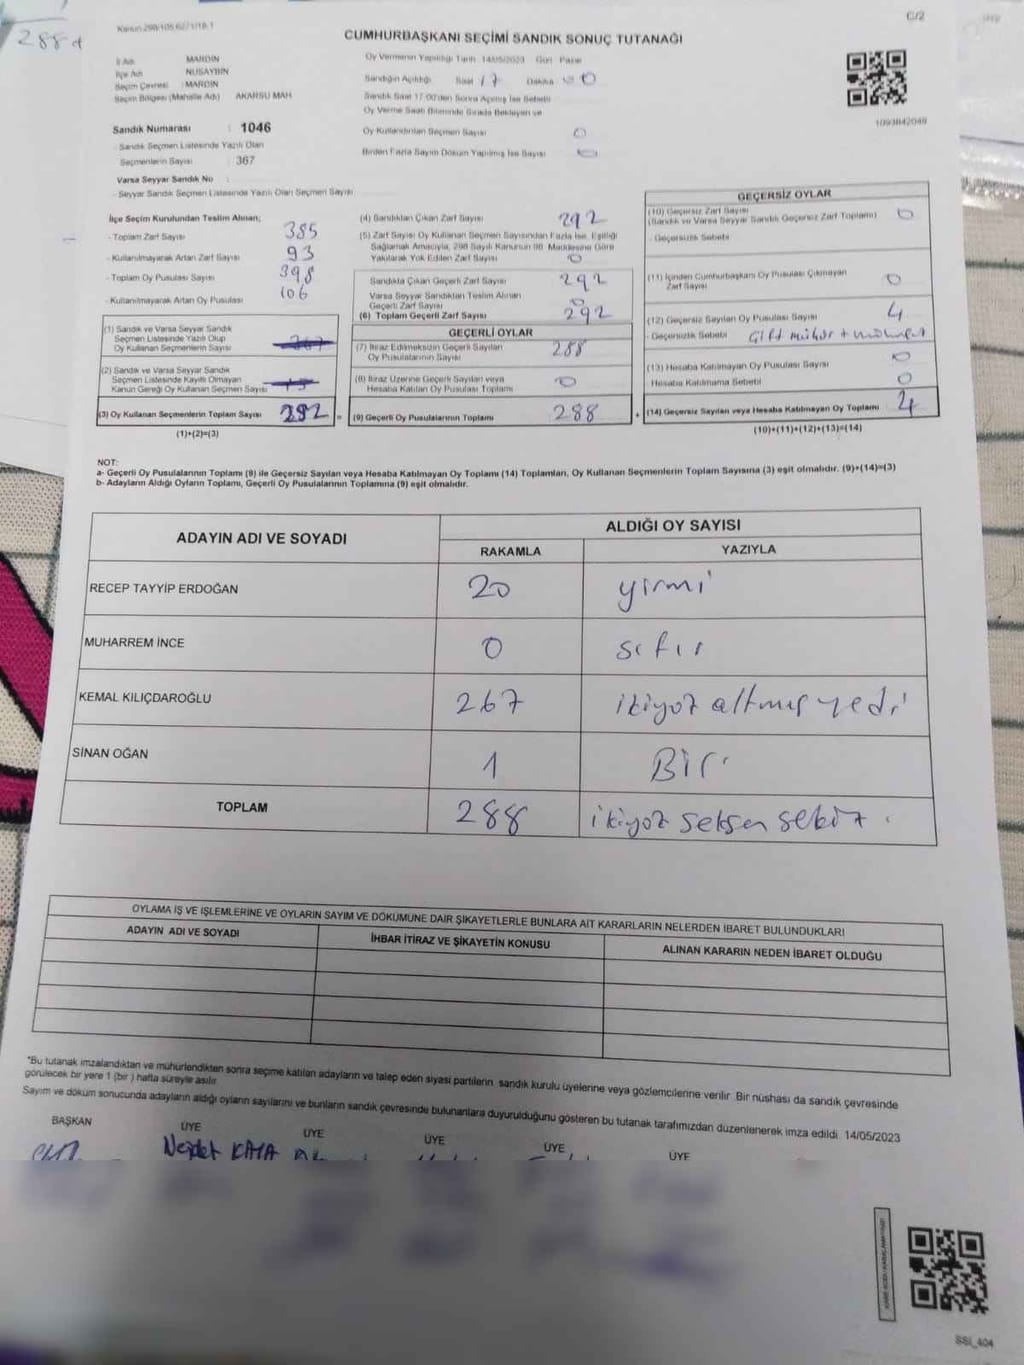 288+
Kanun 298/105,62/1/18.1
C/2
CUMHURBAŞKANI SEÇİMİ SANDIK SONUÇ TUTANAĞI
İl Adı : MARDİN
İlçe Adı : NUSAYBİN
Seçim Çevresi : MARDİN
Seçim Bölgesi (Mahalle Adı) : AKARSU MAH
Sandık Numarası : 1046
- Sandık Seçmen Listesinde Yazılı Olan
Seçmenlerin Sayısı : 367
Varsa Seyyar Sandık No :
- Seyyar Sandık Seçmen Listesinde Yazılı Olan Seçmen Sayısı
Oy Vermenin Yapıldığı Tarih 14/05/2023 Gün Pazar
Sandığın Açıldığı Saat 17 Dakika
Sandık Saat 17:00'den Sonra Açılmış İse Sebebi
Oy Verme Saati Bitiminde Sırada Bekleyen ve
Oy Kullandırılan Seçmen Sayısı 0
Birden Fazla Sayım Döküm Yapılmış İse Sayısı
İlçe Seçim Kurulundan Teslim Alınan;
- Toplam Zarf Sayısı 385
- Kullanılmayarak Artan Zarf Sayısı 93
- Toplam Oy Pusulası Sayısı 398
- Kullanılmayarak Artan Oy Pusulası 106
(1) Sandık ve Varsa Seyyar Sandık
Seçmen Listesinde Yazılı Olup
Oy Kullanan Seçmenlerin Sayısı
(2) Sandık ve Varsa Seyyar Sandık
Seçmen Listesinde Kayıtlı Olmayan
Kanun Gereği Oy Kullanan Seçmen Sayısı
(3) Oy Kullanan Seçmenlerin Toplam Sayısı 292 =
(1)+(2)=(3)
(4) Sandıktan Çıkan Zarf Sayısı 292
(5) Zarf Sayısı Oy Kullanan Seçmen Sayısından Fazla İse, Eşitliği
Sağlamak Amacıyla, 298 Sayılı Kanunun 98. Maddesine Göre
Yakılarak Yok Edilen Zarf Sayısı 0
Sandıkta Çıkan Geçerli Zarf Sayısı 292
Varsa Seyyar Sandıktan Teslim Alınan
Geçerli Zarf Sayısı 0
(6) Toplam Geçerli Zarf Sayısı 292
GEÇERLİ OYLAR
(7) İtiraz Edilmeksizin Geçerli Sayılan
Oy Pusulalarının Sayısı 288
(8) İtiraz Üzerine Geçerli Sayılan veya
Hesaba Katılan Oy Pusulası Toplamı 0
(9) Geçerli Oy Pusulalarının Toplamı 288 +
1093842048
GEÇERSİZ OYLAR
(10) Geçersiz Zarf Sayısı
(Sandık ve Varsa Seyyar Sandık Geçersiz Zarf Toplamı) 0
- Geçersizlik Sebebi
(11) İçinden Cumhurbaşkanı Oy Pusulası Çıkmayan
Zarf Sayısı 0
(12) Geçersiz Sayılan Oy Pusulası Sayısı 4
- Geçersizlik Sebebi
(13) Hesaba Katılmayan Oy Pusulası Sayısı 0
Hesaba Katılmama Sebebi 0
(14) Geçersiz Sayılan veya Hesaba Katılmayan Oy Toplamı 4
(10)+(11)+(12)+(13)=(14)
NOT:
a- Geçerli Oy Pusulalarının Toplamı (9) ile Geçersiz Sayılan veya Hesaba Katılmayan Oy Toplamı (14) Toplamları, Oy Kullanan Seçmenlerin Toplam Sayısına (3) eşit olmalıdır. (9)+(14)=(3)
b- Adayların Aldığı Oyların Toplamı, Geçerli Oy Pusulalarının Toplamına (9) eşit olmalıdır.
ADAYIN ADI VE SOYADI
ALDIĞI OY SAYISI
RAKAMLA YAZIYLA
RECEP TAYYİP ERDOĞAN 20 yirmi
MUHARREM İNCE 0 sıfır
KEMAL KILIÇDAROĞLU 267 ikiyüz altmış yedi
SİNAN OĞAN 1 Bir
TOPLAM 288 ikiyüz seksen sekiz
OYLAMA İŞ VE İŞLEMLERİNE VE OYLARIN SAYIM VE DÖKÜMÜNE DAİR ŞİKAYETLERLE BUNLARA AİT KARARLARIN NELERDEN İBARET BULUNDUKLARI
ADAYIN ADI VE SOYADI İHBAR İTİRAZ VE ŞİKAYETİN KONUSU ALINAN KARARIN NEDEN İBARET OLDUĞU
*Bu tutanak imzalandıktan ve mühürlendikten sonra seçime katılan adayların ve talep eden siyasi partilerin sandık kurulu üyelerine veya gözlemcilerine verilir. Bir nüshası da sandık çevresinde
görülecek bir yere 1 (bir) hafta süreyle asılır.
Sayım ve döküm sonucunda adayların aldığı oyların sayılarını ve bunların sandık çevresinde bulunanlara duyurulduğunu gösteren bu tutanak tarafımızdan düzenlenerek imza edildi. 14/05/2023
BAŞKAN ÜYE ÜYE ÜYE ÜYE ÜYE
Nejdet KAYA
SSI_404